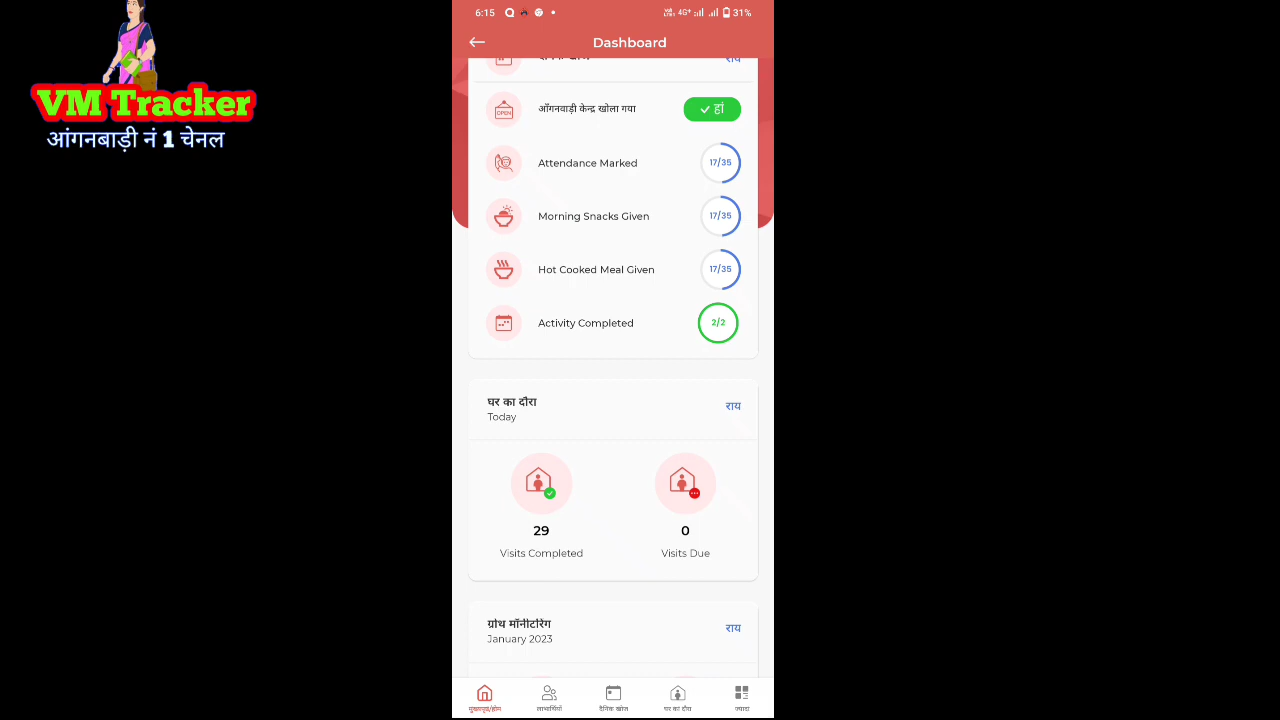 VM Tracker
आंगनबाड़ी नं 1 चेनल
6:15
4G+
31%
Dashboard
राय
आँगनवाड़ी केन्द्र खोला गया
OPEN
हां
Attendance Marked
17/35
Morning Snacks Given
17/35
Hot Cooked Meal Given
17/35
Activity Completed
2/2
घर का दौरा
राय
Today
29
0
Visits Completed
Visits Due
ग्रोथ मॉनीटरिंग
राय
January 2023
मुख्यपृष्ठ/होम
लाभार्थियों
दैनिक खोज
घर का दौरा
ज्यादा